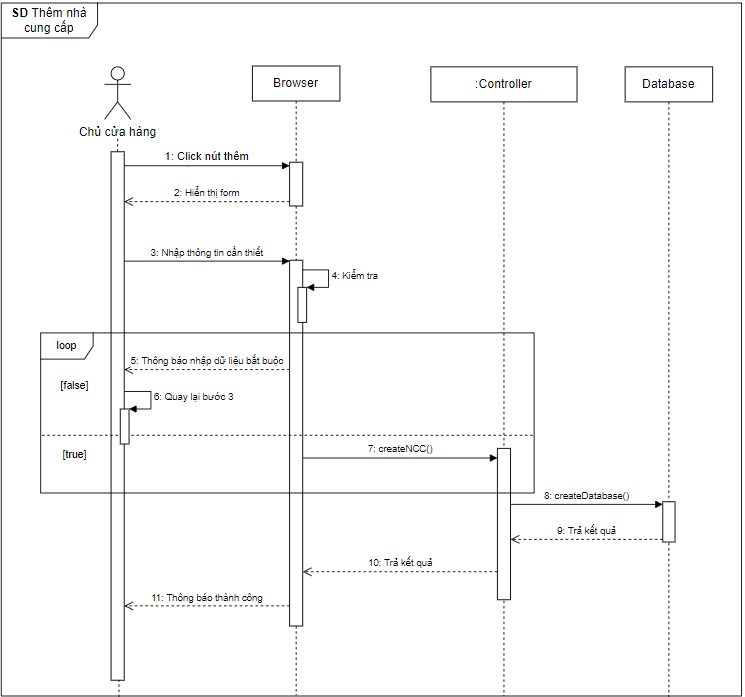 SD Thêm nhà
cung cấp
Browser
:Controller
Database
Chủ cửa hàng
1: Click nút thêm
2: Hiển thị form
3: Nhập thông tin cần thiết
4: Kiểm tra
loop
5: Thông báo nhập dữ liệu bắt buộc
[false]
6: Quay lại bước 3
7: createNCC()
[true]
8: createDatabase()
9: Trả kết quả
10: Trả kết quả
11: Thông báo thành công